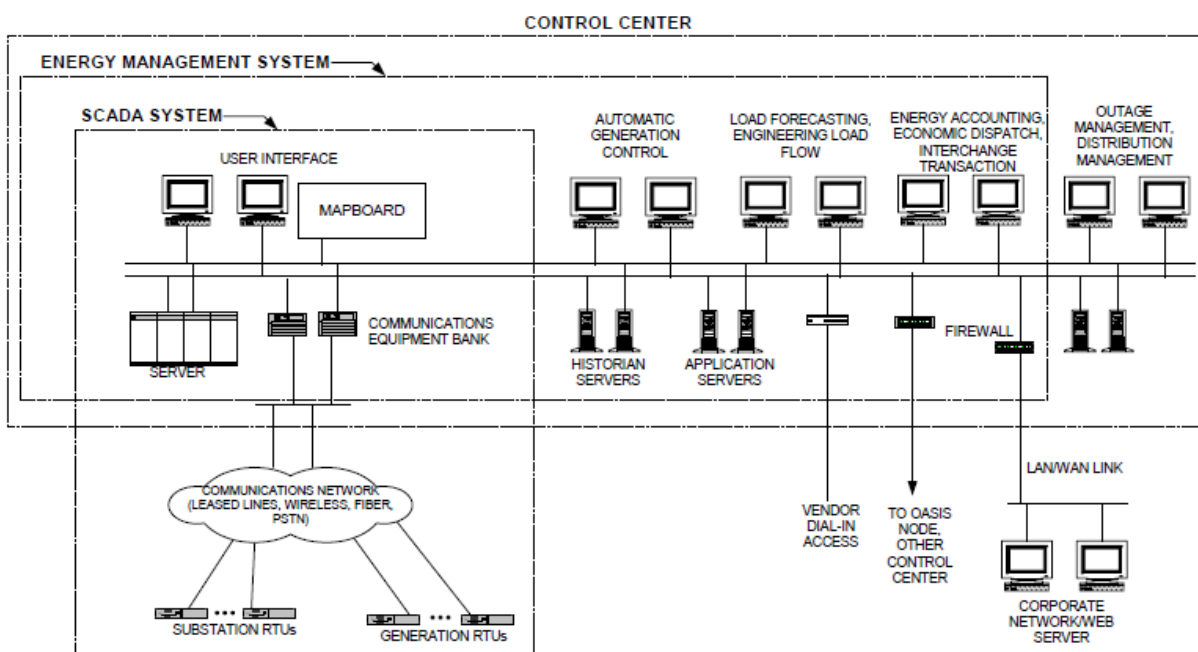 CONTROL CENTER
ENERGY MANAGEMENT SYSTEM
SCADA SYSTEM
USER INTERFACE
MAPBOARD
AUTOMATIC
GENERATION
CONTROL
LOAD FORECASTING,
ENGINEERING LOAD
FLOW
ENERGY ACCOUNTING,
ECONOMIC DISPATCH,
INTERCHANGE
TRANSACTION
OUTAGE
MANAGEMENT,
DISTRIBUTION
MANAGEMENT
SERVER
COMMUNICATIONS
EQUIPMENT BANK
HISTORIAN
SERVERS
APPLICATION
SERVERS
FIREWALL
COMMUNICATIONS NETWORK
(LEASED LINES, WIRELESS, FIBER,
PSTN)
SUBSTATION RTUs
GENERATION RTUs
VENDOR
DIAL-IN
ACCESS
TO OASIS
NODE,
OTHER
CONTROL
CENTER
LAN/WAN LINK
CORPORATE
NETWORK/WEB
SERVER